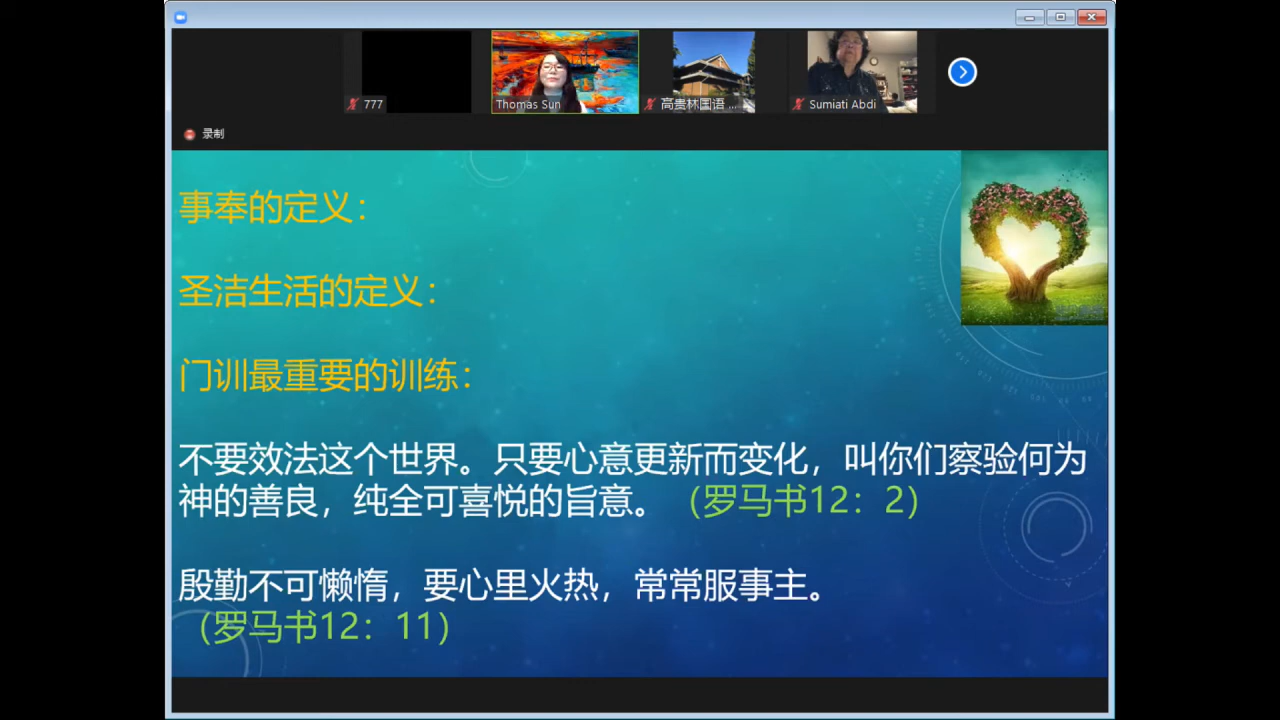 777
Thomas Sun
高贵林国语 ...
Sumiati Abdi
录制
事奉的定义：
圣洁生活的定义：
门训最重要的训练：
不要效法这个世界。只要心意更新而变化，叫你们察验何为
神的善良，纯全可喜悦的旨意。（罗马书12：2）
殷勤不可懒惰，要心里火热，常常服事主。
（罗马书12：11）